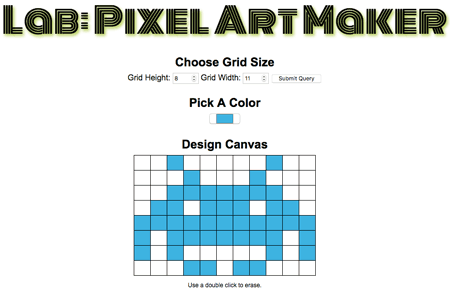 Lab: Pixel Art Maker
Choose Grid Size
Grid Height: 8 Grid Width: 11 Submit Query
Pick A Color
Design Canvas
Use a double click to erase.